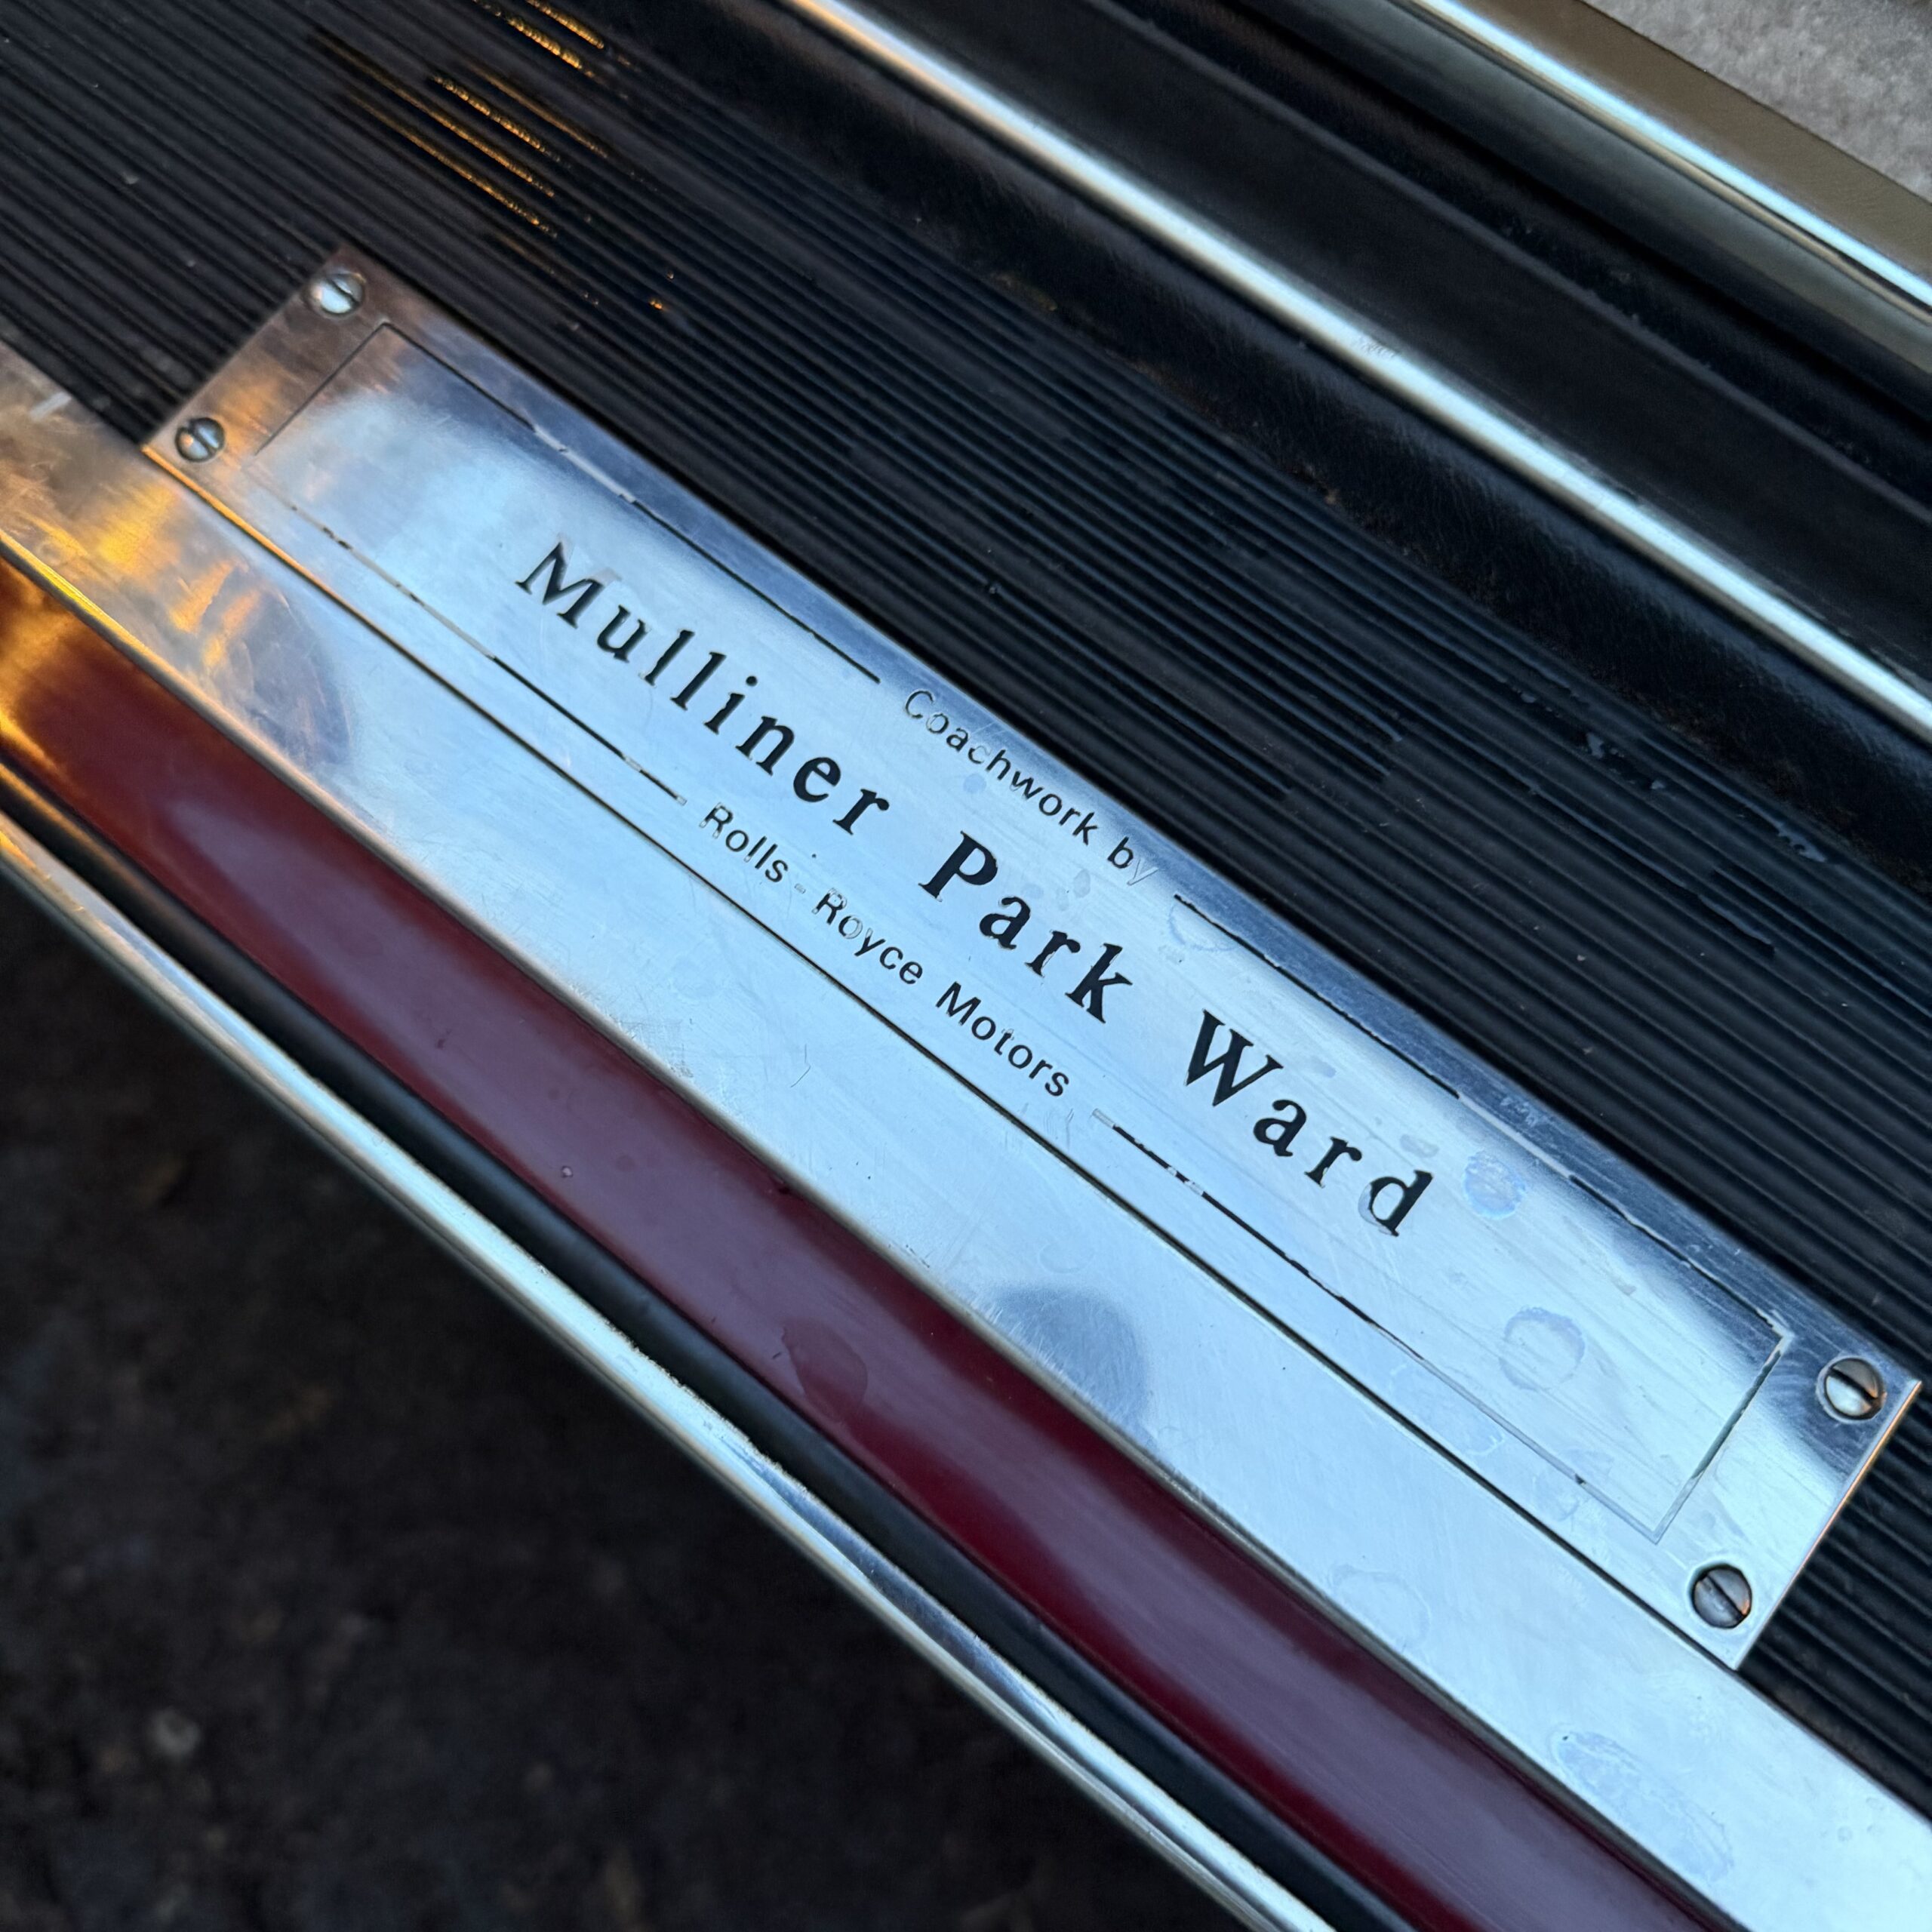 Coachwork by
Mulliner Park Ward
Rolls - Royce Motors